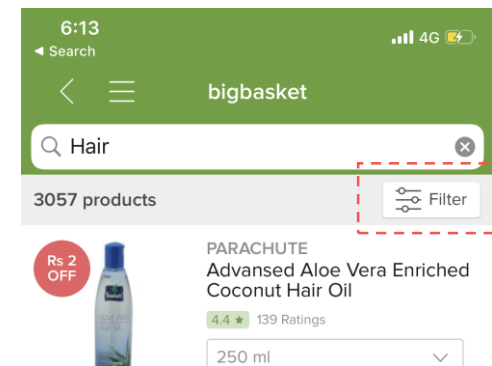 6:13
4G
Search
bigbasket
Hair
3057 products
Filter
Rs 2
OFF
PARACHUTE
Advansed Aloe Vera Enriched
Coconut Hair Oil
4.4 ★ 139 Ratings
250 ml